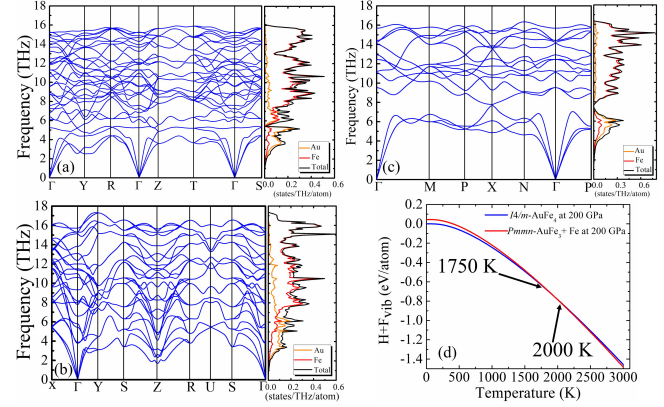 18
16
14
12
10
8
6
4
2
0
Frequency (THz)
(a)
Γ Y R Γ Z T Γ S
Au
Fe
Total
0.0 0.2 0.4 0.6
(states/THz/atom)
18
16
14
12
10
8
6
4
2
0
Frequency (THz)
(c)
Γ M P X N Γ P
Au
Fe
Total
0.0 0.3 0.6
(states/THz/atom)
18
16
14
12
10
8
6
4
2
0
Frequency (THz)
(b)
X Γ Y S Z R U S Γ
Au
Fe
Total
0.0 0.2 0.4 0.6
(states/THz/atom)
0.2
0.0
-0.2
-0.4
-0.6
-0.8
-1.0
-1.2
-1.4
H+Fvib (eV/atom)
I4/m-AuFe4 at 200 GPa
Pmmn-AuFe3+ Fe at 200 GPa
1750 K
2000 K
(d)
0 500 1000 1500 2000 2500 3000
Temperature (K)